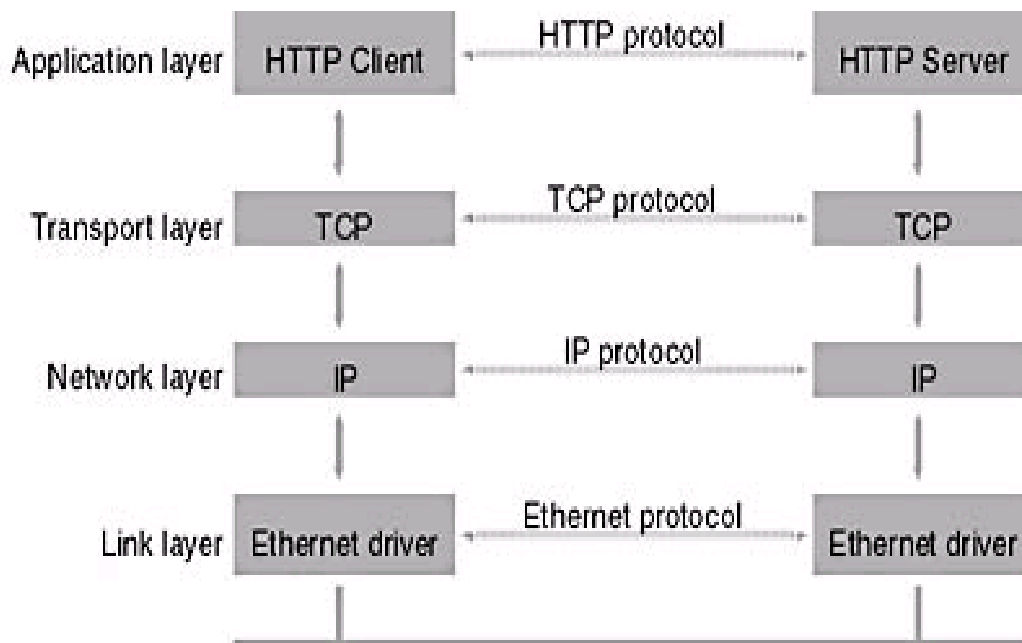 HTTP protocol
Application layer
HTTP Client
HTTP Server
TCP protocol
Transport layer
TCP
TCP
IP protocol
Network layer
IP
IP
Ethernet protocol
Link layer
Ethernet driver
Ethernet driver